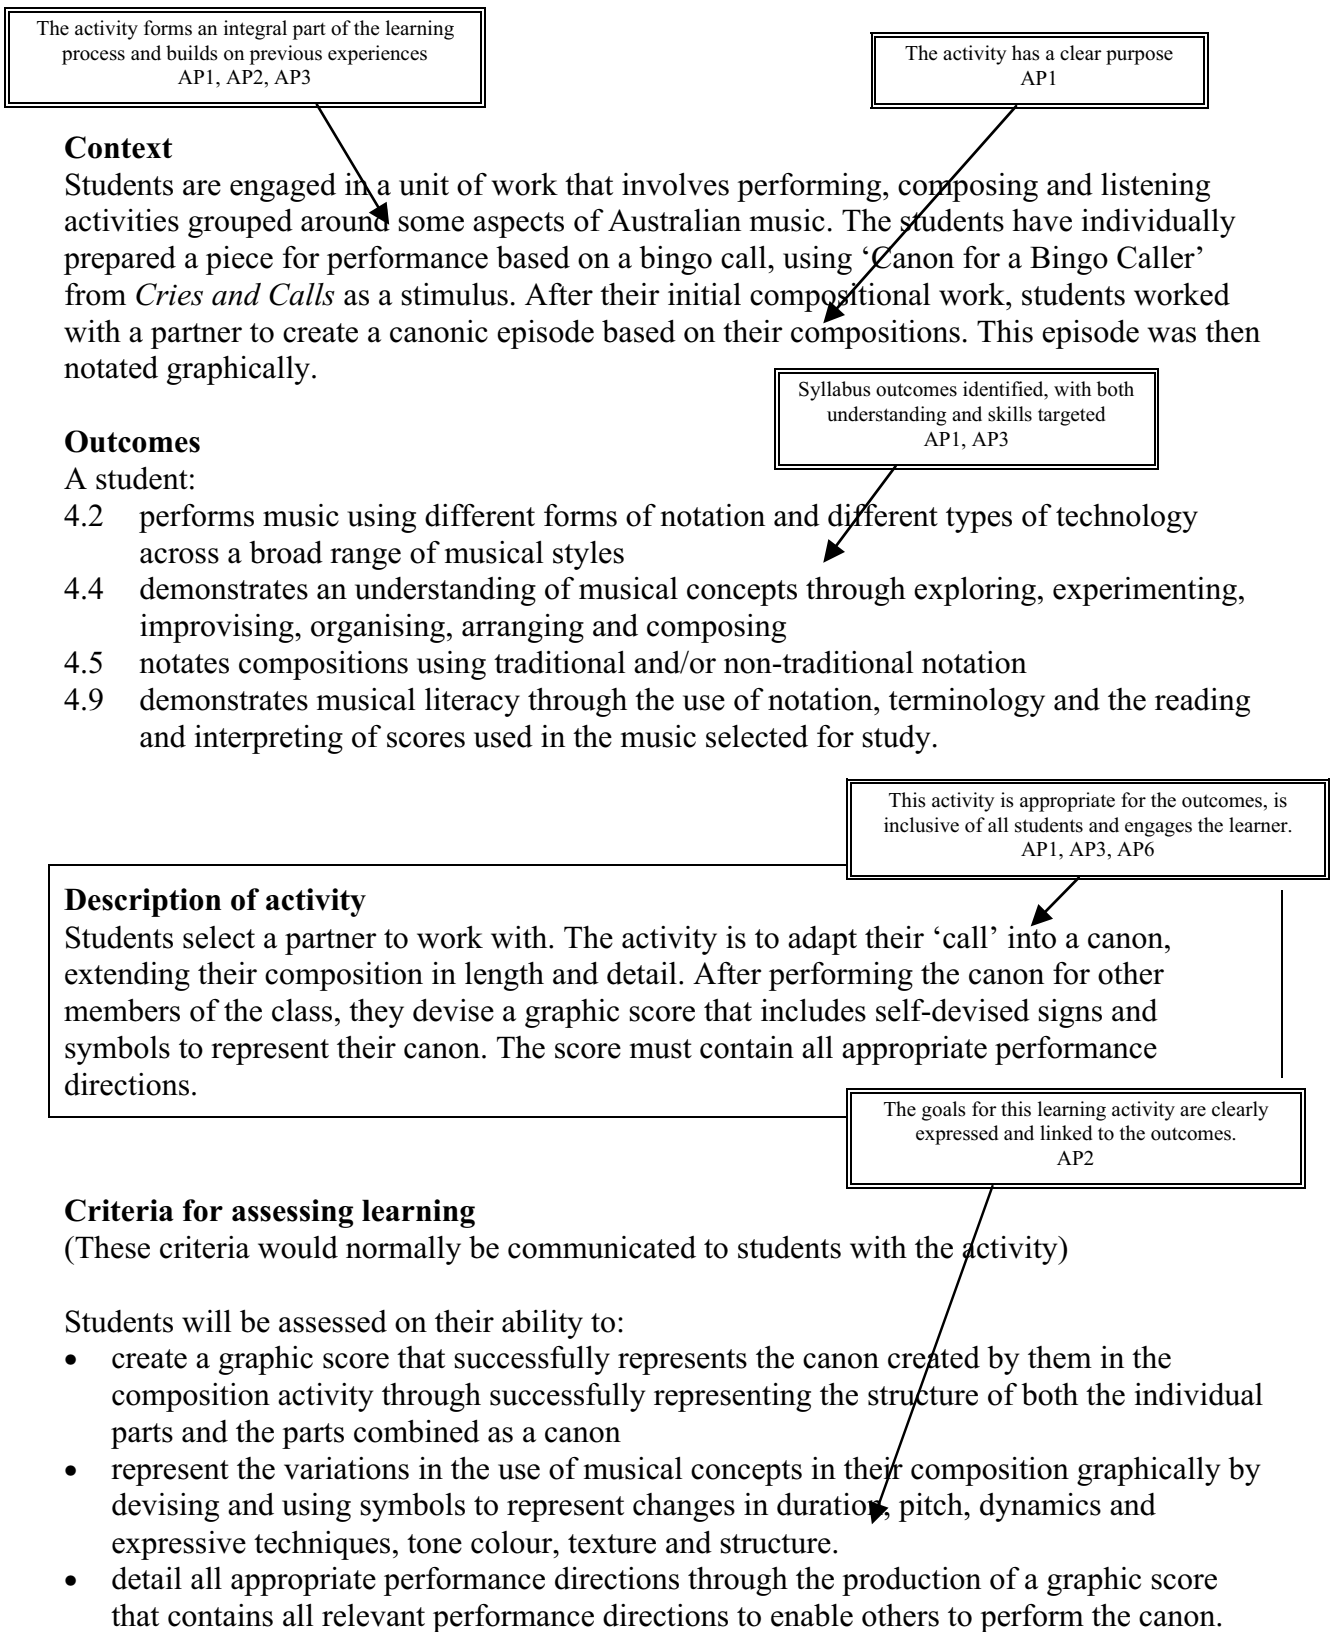 The activity forms an integral part of the learning
process and builds on previous experiences
AP1, AP2, AP3
The activity has a clear purpose
AP1
Context
Students are engaged in a unit of work that involves performing, composing and listening
activities grouped around some aspects of Australian music. The students have individually
prepared a piece for performance based on a bingo call, using ‘Canon for a Bingo Caller’
from Cries and Calls as a stimulus. After their initial compositional work, students worked
with a partner to create a canonic episode based on their compositions. This episode was then
notated graphically.
Syllabus outcomes identified, with both
understanding and skills targeted
AP1, AP3
Outcomes
A student:
4.2 performs music using different forms of notation and different types of technology
across a broad range of musical styles
4.4 demonstrates an understanding of musical concepts through exploring, experimenting,
improvising, organising, arranging and composing
4.5 notates compositions using traditional and/or non-traditional notation
4.9 demonstrates musical literacy through the use of notation, terminology and the reading
and interpreting of scores used in the music selected for study.
This activity is appropriate for the outcomes, is
inclusive of all students and engages the learner.
AP1, AP3, AP6
Description of activity
Students select a partner to work with. The activity is to adapt their ‘call’ into a canon,
extending their composition in length and detail. After performing the canon for other
members of the class, they devise a graphic score that includes self-devised signs and
symbols to represent their canon. The score must contain all appropriate performance
directions.
The goals for this learning activity are clearly
expressed and linked to the outcomes.
AP2
Criteria for assessing learning
(These criteria would normally be communicated to students with the activity)
Students will be assessed on their ability to:
• create a graphic score that successfully represents the canon created by them in the
composition activity through successfully representing the structure of both the individual
parts and the parts combined as a canon
• represent the variations in the use of musical concepts in their composition graphically by
devising and using symbols to represent changes in duration, pitch, dynamics and
expressive techniques, tone colour, texture and structure.
• detail all appropriate performance directions through the production of a graphic score
that contains all relevant performance directions to enable others to perform the canon.